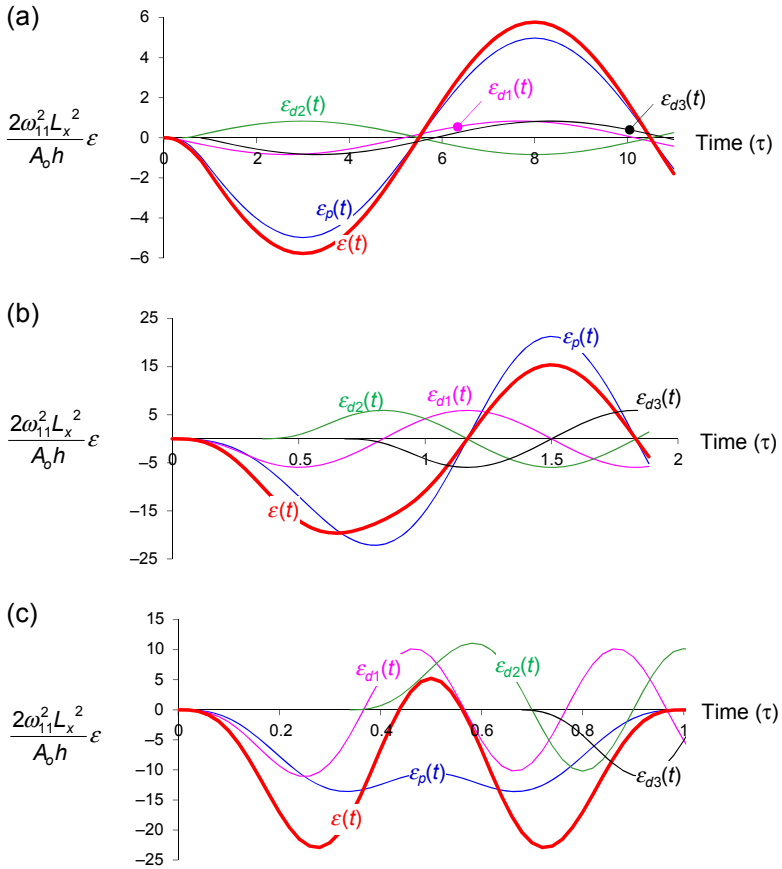 (a)
6
4
2
0
–2
–4
–6
0
2
4
6
8
10
εd2(t)
εd1(t)
εd3(t)
2ω₁₁²Lₓ²/Aₒh ε
Time (τ)
εp(t)
ε(t)
(b)
25
15
5
–5
–15
–25
0
1
1.5
2
εp(t)
εd2(t)
εd1(t)
εd3(t)
2ω₁₁²Lₓ²/Aₒh ε
Time (τ)
ε(t)
(c)
15
10
5
0
–5
–10
–15
–20
–25
0
0.2
0.4
0.6
0.8
1
εd1(t)
εd2(t)
2ω₁₁²Lₓ²/Aₒh ε
Time (τ)
εp(t)
εd3(t)
ε(t)